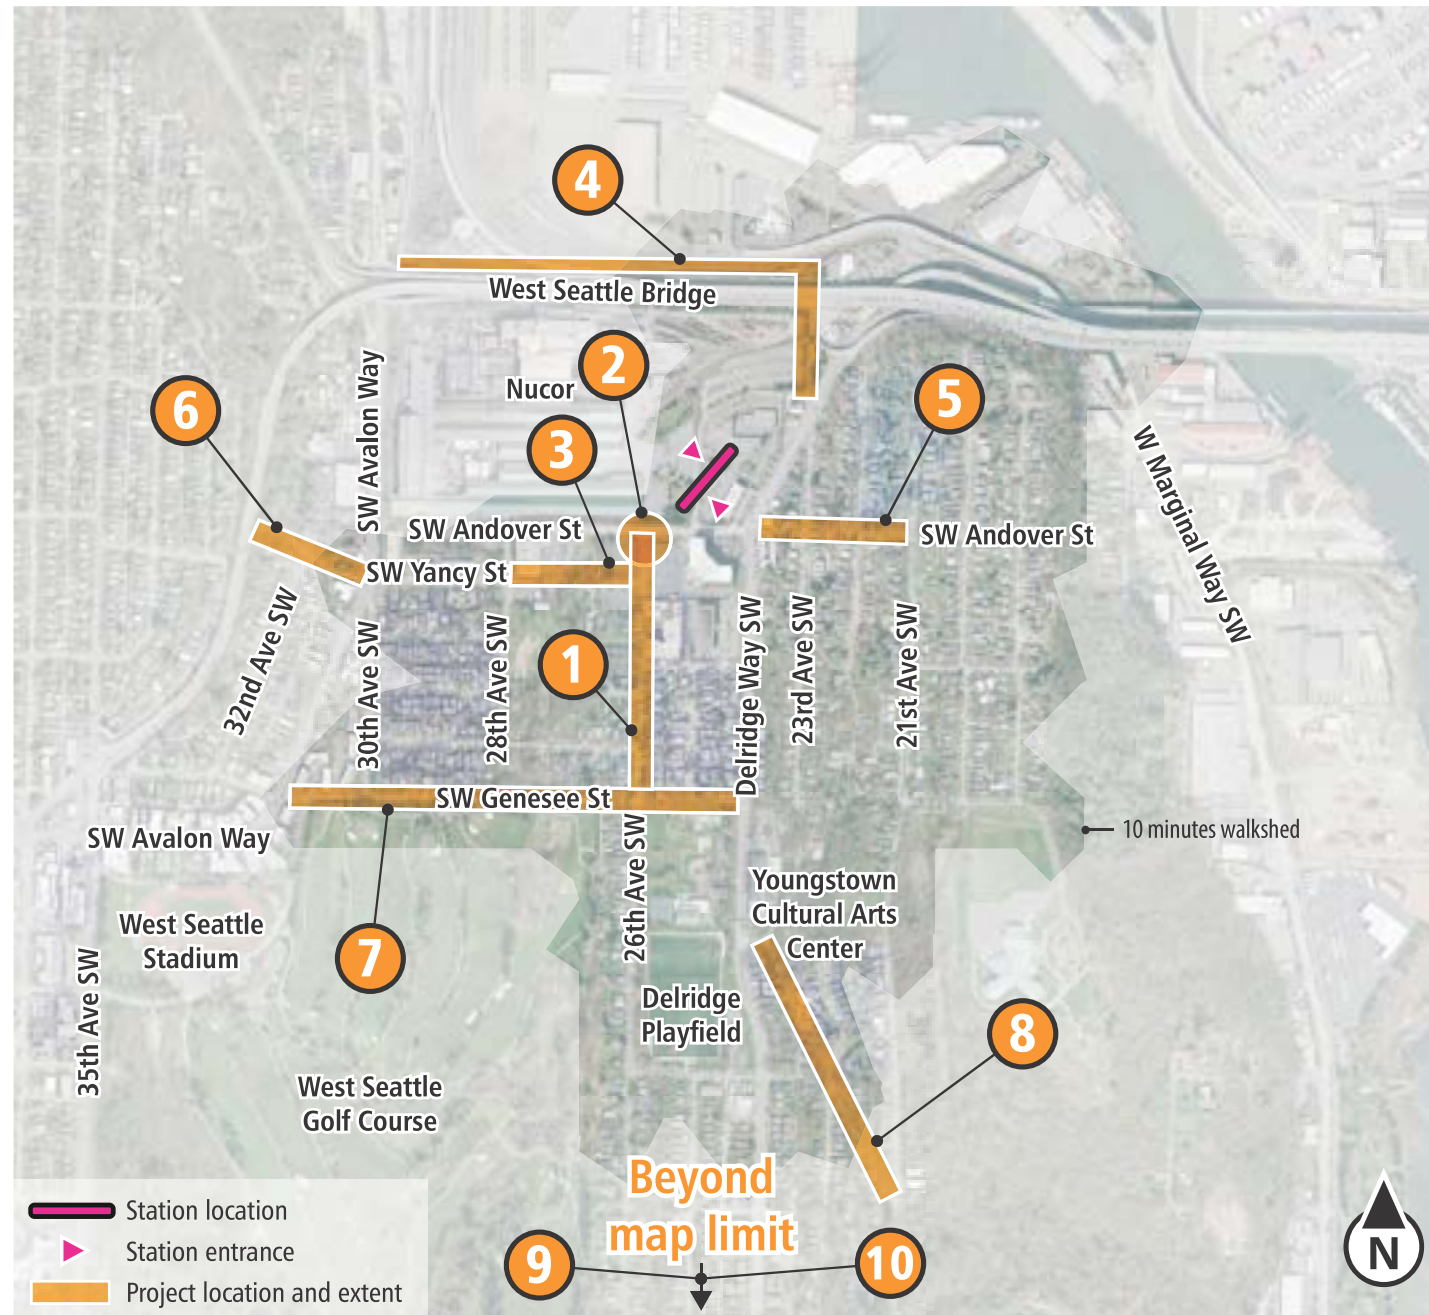 4
West Seattle Bridge
2
Nucor
6
5
3
SW Avalon Way
W Marginal Way SW
SW Andover St
SW Andover St
SW Yancy St
32nd Ave SW
30th Ave SW
28th Ave SW
1
Delridge Way SW
23rd Ave SW
21st Ave SW
SW Genesee St
SW Avalon Way
10 minutes walkshed
26th Ave SW
Youngstown
Cultural Arts
Center
West Seattle
Stadium
7
35th Ave SW
Delridge
Playfield
8
West Seattle
Golf Course
Beyond
map limit
9
10
Station location
Station entrance
Project location and extent
N